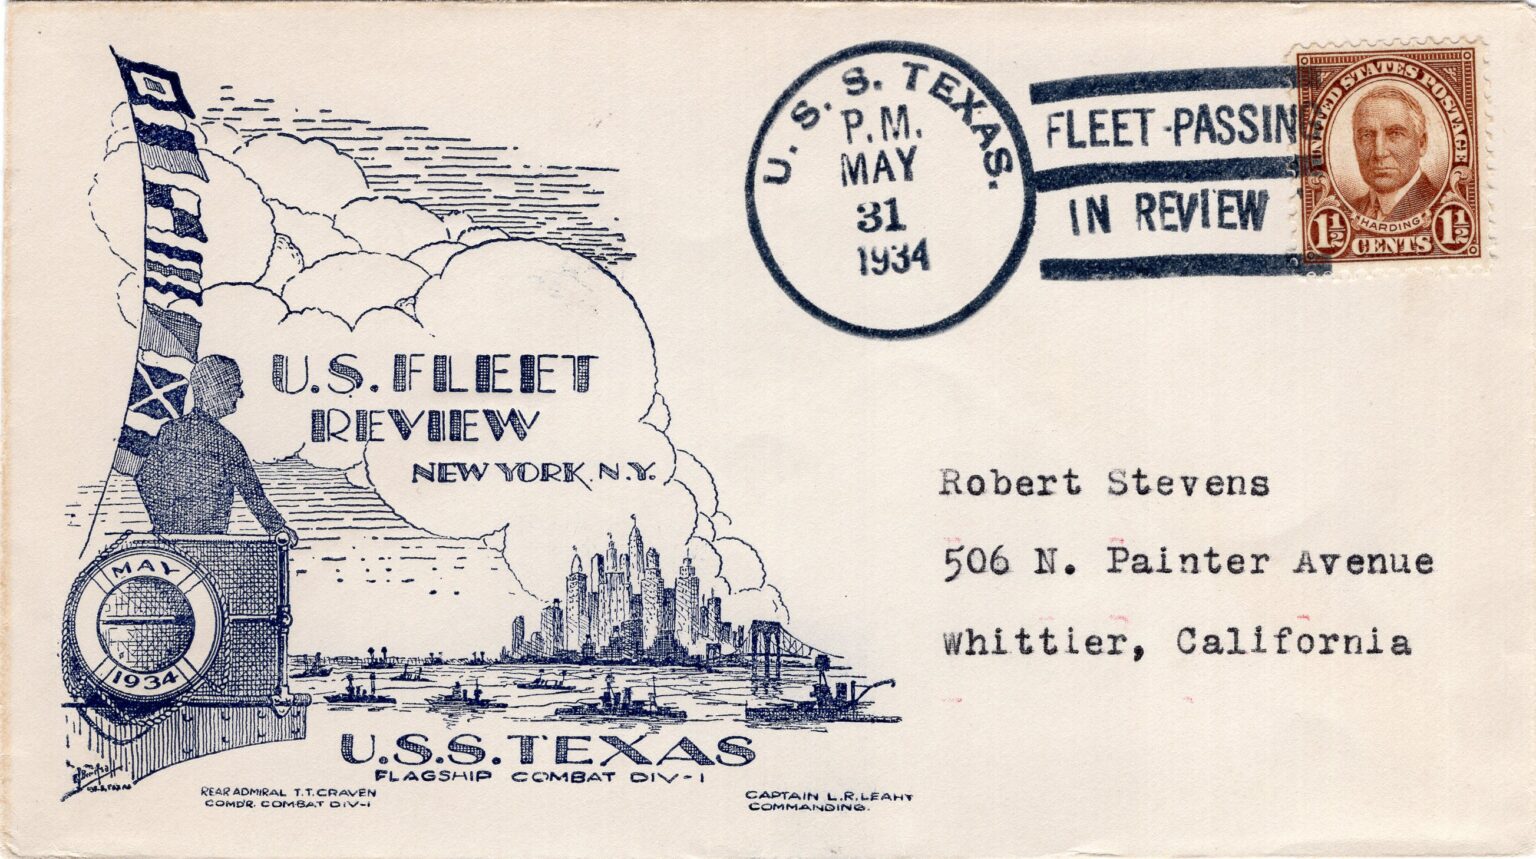 U.S. FLEET
REVIEW
NEW YORK. N.Y.
MAY
1934
U.S.S. TEXAS
FLAGSHIP COMBAT DIV-1
REAR ADMIRAL T.T. CRAVEN
COMD'R. COMBAT DIV-1
CAPTAIN L.R. LEAHY
COMMANDING.
U. S. S. TEXAS.
P.M.
MAY
31
1934
FLEET-PASSING
IN REVIEW
UNITED STATES POSTAGE
HARDING
1½ CENTS 1½
Robert Stevens
506 N. Painter Avenue
Whittier, California